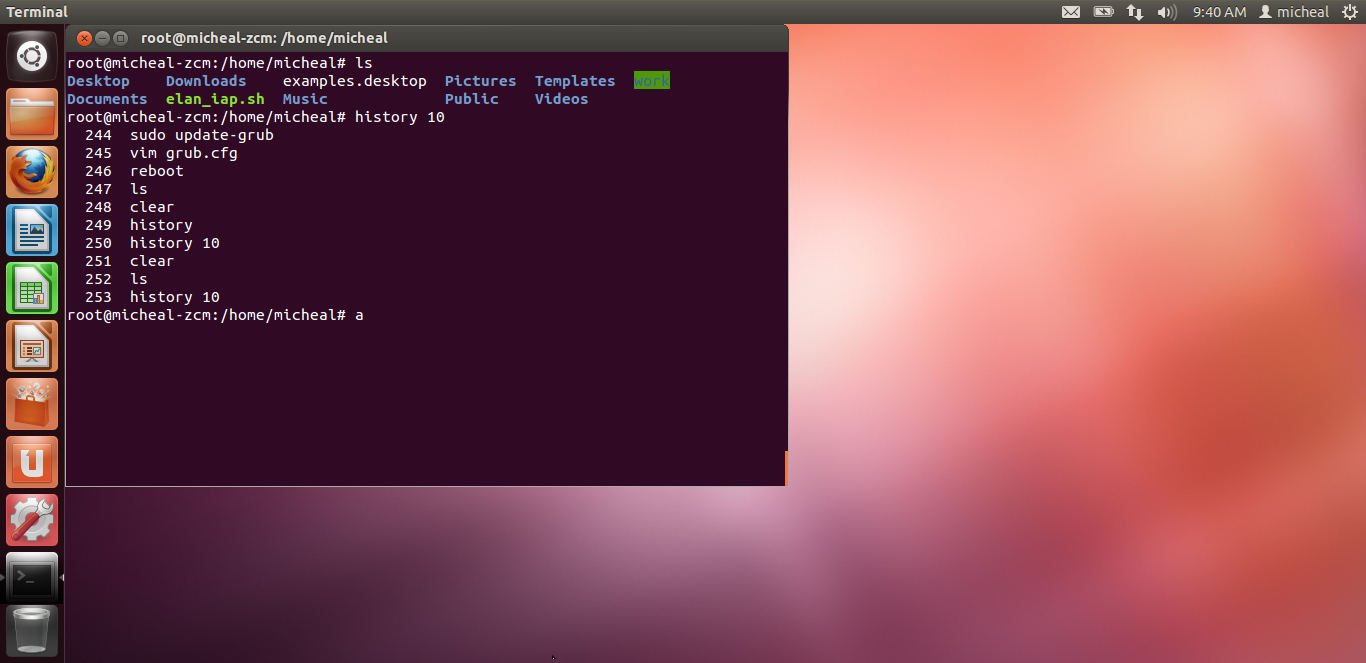 Terminal
9:40 AM micheal
root@micheal-zcm: /home/micheal
root@micheal-zcm:/home/micheal# ls
Desktop Downloads examples.desktop Pictures Templates work
Documents elan_iap.sh Music Public Videos
root@micheal-zcm:/home/micheal# history 10
244 sudo update-grub
245 vim grub.cfg
246 reboot
247 ls
248 clear
249 history
250 history 10
251 clear
252 ls
253 history 10
root@micheal-zcm:/home/micheal# a